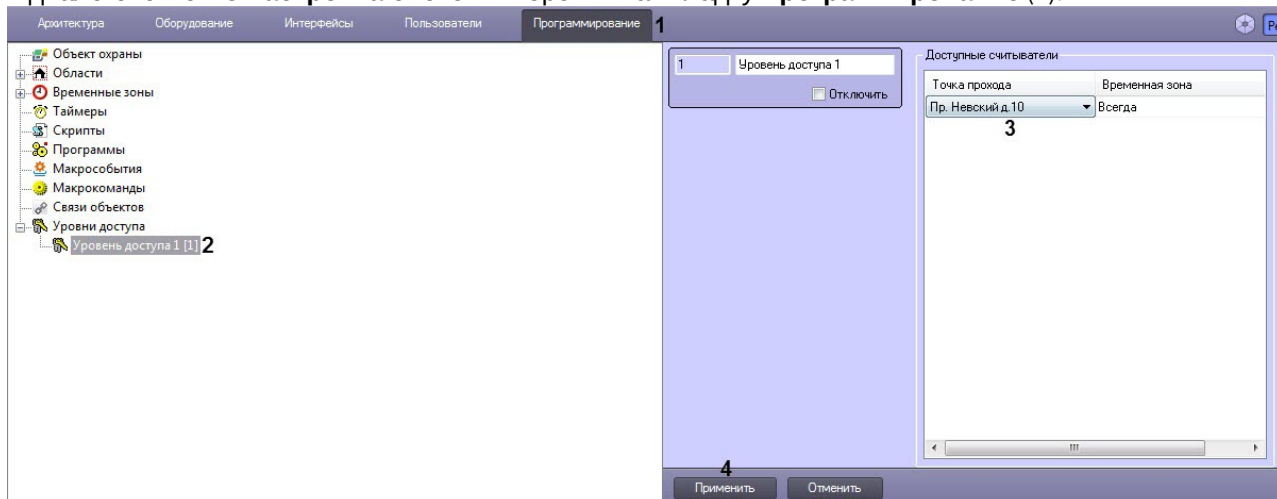 Архитектура Оборудование Интерфейсы Пользователи Программирование 1
Объект охраны
Области
Временные зоны
Таймеры
Скрипты
Программы
Макрособытия
Макрокоманды
Связи объектов
Уровни доступа
Уровень доступа 1 [1] 2
1 Уровень доступа 1
Отключить
Доступные считыватели
Точка прохода Временная зона
Пр. Невский д.10 Всегда
3
4
Применить Отменить